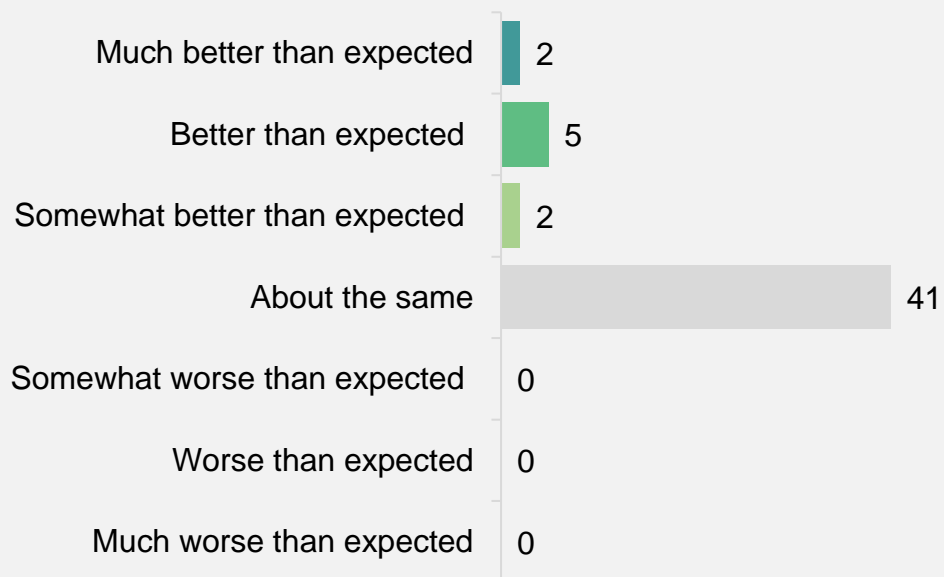 Much better than expected 2
Better than expected 5
Somewhat better than expected 2
About the same 41
Somewhat worse than expected 0
Worse than expected 0
Much worse than expected 0